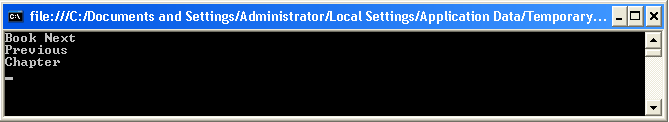 file:///C:/Documents and Settings/Administrator/Local Settings/Application Data/Temporary...
Book Next
Previous
Chapter